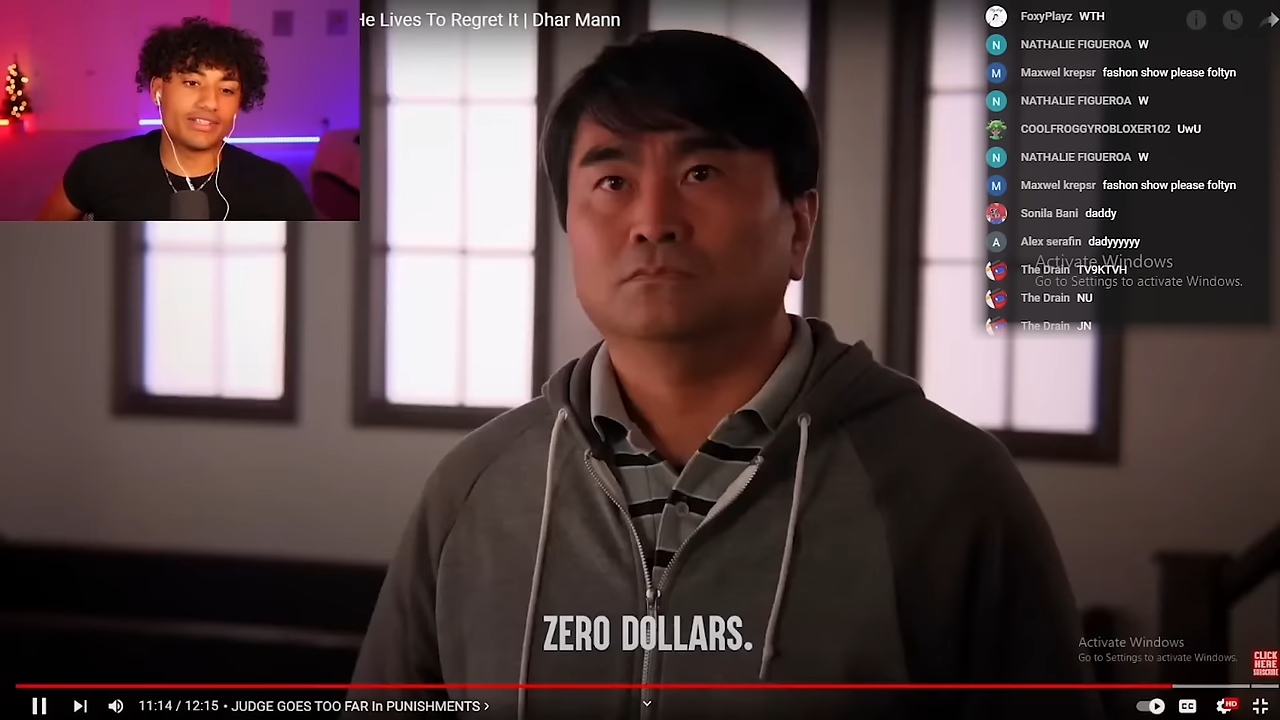 He Lives To Regret It | Dhar Mann
FoxyPlayz WTH
N NATHALIE FIGUEROA W
M Maxwel krepsr fashon show please foltyn
N NATHALIE FIGUEROA W
COOLFROGGYROBLOXER102 UwU
N NATHALIE FIGUEROA W
M Maxwel krepsr fashon show please foltyn
Sonila Bani daddy
A Alex serafin dadyyyyyy
The Drain TV9KTVH
The Drain NU
The Drain JN
Activate Windows
Go to Settings to activate Windows.
ZERO DOLLARS.
Activate Windows
Go to Settings to activate Windows.
CLICK
HERE
SUBSCRIBE
11:14 / 12:15 • JUDGE GOES TOO FAR In PUNISHMENTS ›
CC
HD